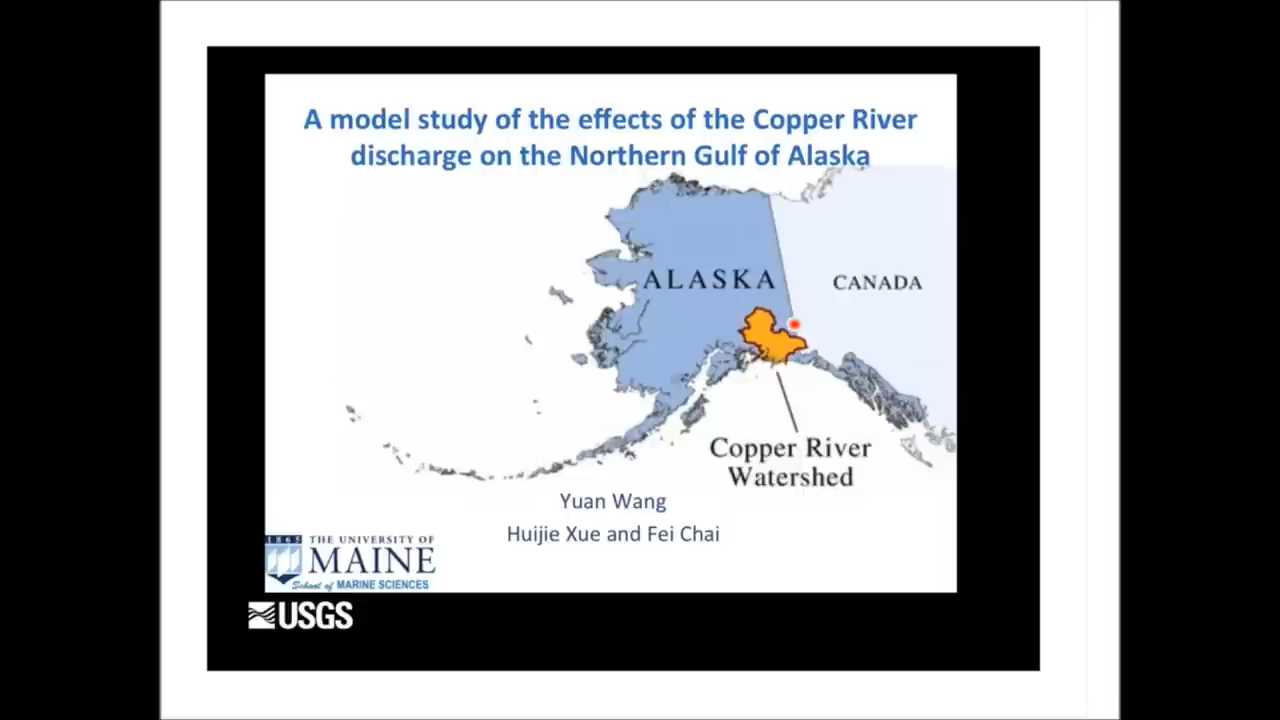 A model study of the effects of the Copper River
discharge on the Northern Gulf of Alaska
ALASKA
CANADA
Copper River
Watershed
Yuan Wang
Huijie Xue and Fei Chai
1865 THE UNIVERSITY OF
MAINE
School of MARINE SCIENCES
USGS